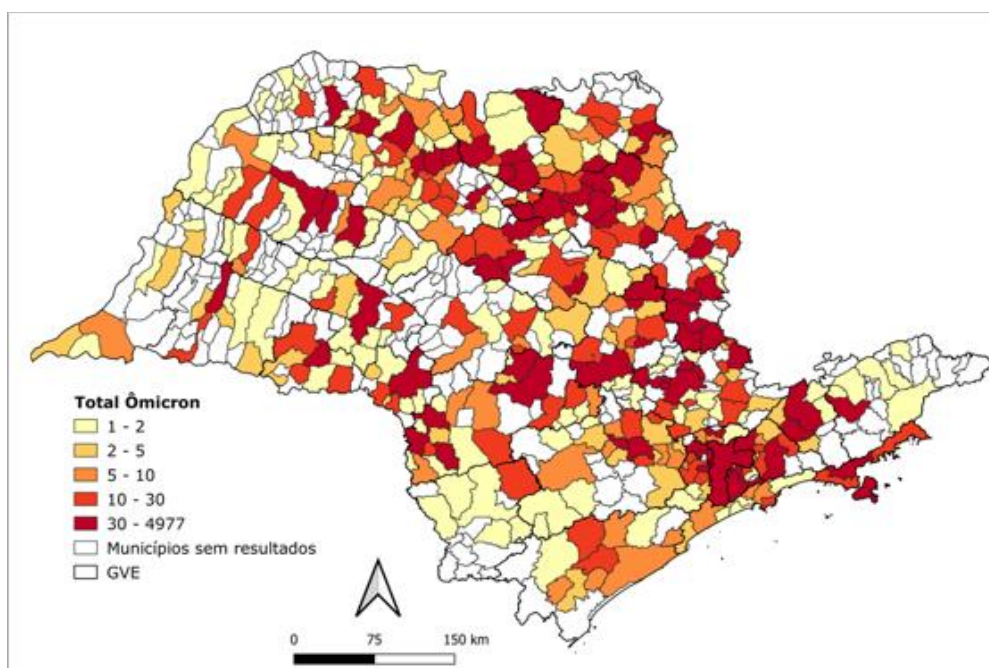 Total Ômicron
1 - 2
2 - 5
5 - 10
10 - 30
30 - 4977
Municípios sem resultados
GVE
0 75 150 km